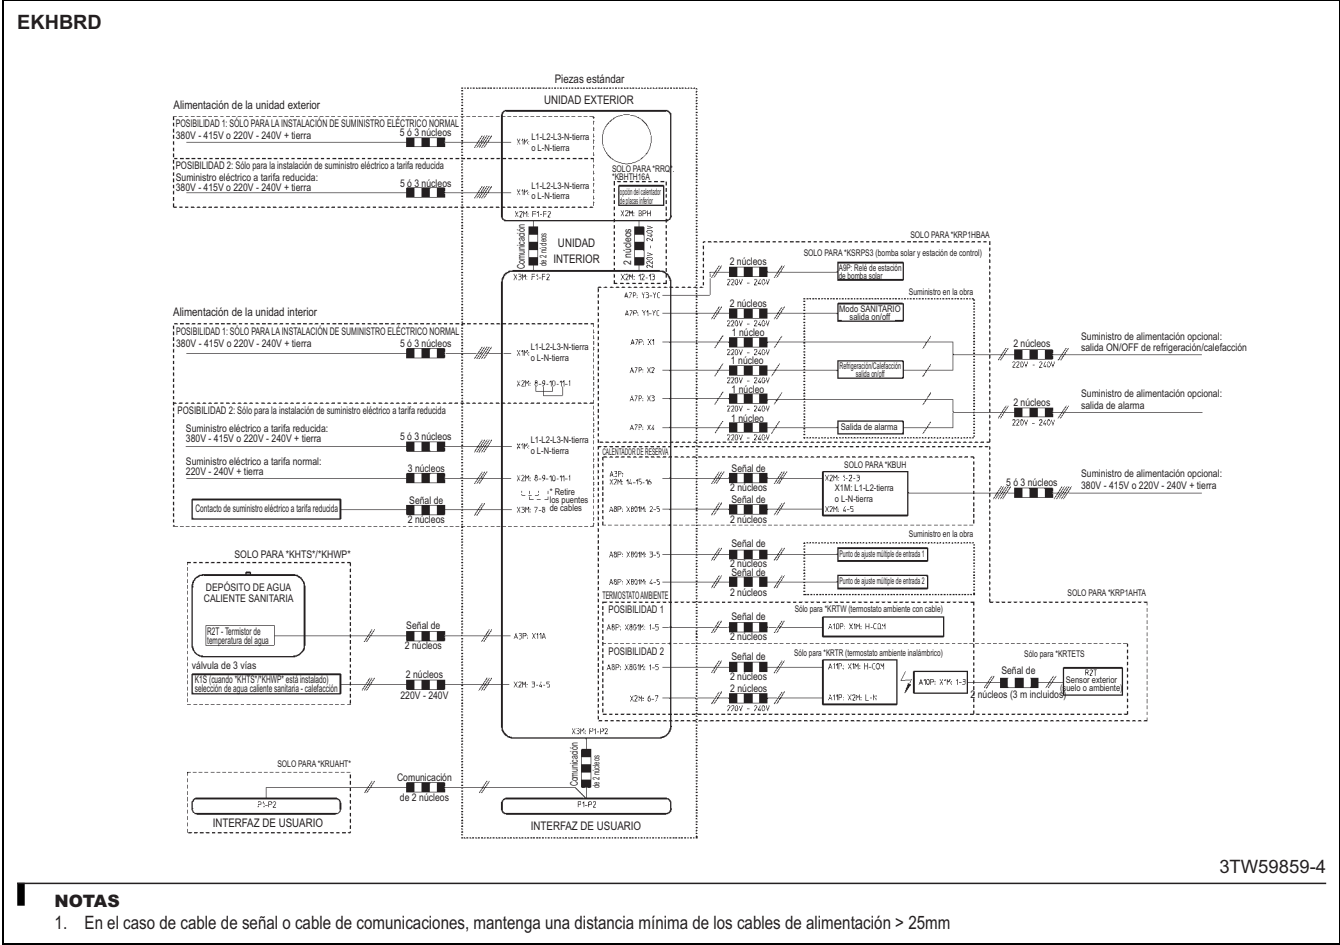 EKHBRD
Piezas estándar
UNIDAD EXTERIOR
Alimentación de la unidad exterior
POSIBILIDAD 1: SÓLO PARA LA INSTALACIÓN DE SUMINISTRO ELÉCTRICO NORMAL
380V - 415V o 220V - 240V + tierra
5 ó 3 núcleos
X1M:
L1-L2-L3-N-tierra
o L-N-tierra
POSIBILIDAD 2: Sólo para la instalación de suministro eléctrico a tarifa reducida
Suministro eléctrico a tarifa reducida:
380V - 415V o 220V - 240V + tierra
5 ó 3 núcleos
X1M:
L1-L2-L3-N-tierra
o L-N-tierra
SOLO PARA *RRQ*.
*KBHTH16A
opción del calentador
de placas inferior
X2M: F1-F2
X2M: BPH
Comunicación
de 2 núcleos
UNIDAD
INTERIOR
2 núcleos
220V - 240V
X3M: F1-F2
X2M: 12-13
Alimentación de la unidad interior
POSIBILIDAD 1: SÓLO PARA LA INSTALACIÓN DE SUMINISTRO ELÉCTRICO NORMAL
380V - 415V o 220V - 240V + tierra
5 ó 3 núcleos
X1M:
L1-L2-L3-N-tierra
o L-N-tierra
X2M: 8-9-10-11-1
POSIBILIDAD 2: Sólo para la instalación de suministro eléctrico a tarifa reducida
Suministro eléctrico a tarifa reducida:
380V - 415V o 220V - 240V + tierra
5 ó 3 núcleos
X1M:
L1-L2-L3-N-tierra
o L-N-tierra
Suministro eléctrico a tarifa normal:
220V - 240V + tierra
3 núcleos
X2M: 8-9-10-11-1
* Retire
los puentes
de cables
Contacto de suministro eléctrico a tarifa reducida
Señal de
2 núcleos
X3M: 7-8
SOLO PARA *KHTS*/*KHWP*
DEPÓSITO DE AGUA
CALIENTE SANITARIA
R2T - Termistor de
temperatura del agua
Señal de
2 núcleos
A3P: X11A
válvula de 3 vías
K1S (cuando *KHTS*/*KHWP* está instalado)
selección de agua caliente sanitaria - calefacción
2 núcleos
220V - 240V
X2M: 3-4-5
X3M: P1-P2
Comunicación
de 2 núcleos
SOLO PARA *KRUAHT*
Comunicación
de 2 núcleos
P1-P2
INTERFAZ DE USUARIO
P1-P2
INTERFAZ DE USUARIO
SOLO PARA *KRP1HBAA
SOLO PARA *KSRPS3 (bomba solar y estación de control)
A7P: Y3-YC
2 núcleos
220V - 240V
A9P: Relé de estación
de bomba solar
Suministro en la obra
A7P: Y1-YC
2 núcleos
220V - 240V
Modo SANITARIO
salida on/off
A7P: X1
1 núcleo
220V - 240V
A7P: X2
1 núcleo
220V - 240V
Refrigeración/Calefacción
salida on/off
2 núcleos
220V - 240V
Suministro de alimentación opcional:
salida ON/OFF de refrigeración/calefacción
A7P: X3
1 núcleo
220V - 240V
A7P: X4
1 núcleo
220V - 240V
Salida de alarma
2 núcleos
220V - 240V
Suministro de alimentación opcional:
salida de alarma
CALENTADOR DE RESERVA
SOLO PARA *KBUH
A3P:
X2M: 14-15-16
Señal de
2 núcleos
X2M: 1-2-3
X1M: L1-L2-tierra
o L-N-tierra
X2M: 4-5
A8P: X801M: 2-5
Señal de
2 núcleos
5 ó 3 núcleos
Suministro de alimentación opcional:
380V - 415V o 220V - 240V + tierra
Suministro en la obra
A8P: X801M: 3-5
Señal de
2 núcleos
Punto de ajuste múltiple de entrada 1
A8P: X801M: 4-5
Señal de
2 núcleos
Punto de ajuste múltiple de entrada 2
SOLO PARA *KRP1AHTA
TERMOSTATO AMBIENTE
POSIBILIDAD 1
Sólo para *KRTW (termostato ambiente con cable)
A8P: X801M: 1-5
Señal de
2 núcleos
A10P: X1M: H-COM
POSIBILIDAD 2
Sólo para *KRTR (termostato ambiente inalámbrico)
Sólo para *KRTETS
A8P: X801M: 1-5
Señal de
2 núcleos
A11P: X1M: H-COM
X2M: 6-7
2 núcleos
220V - 240V
A11P: X2M: L-N
A10P: X*M: 1-3
Señal de
2 núcleos (3 m incluidos)
R2T
Sensor exterior
(suelo o ambiente)
3TW59859-4
NOTAS
1. En el caso de cable de señal o cable de comunicaciones, mantenga una distancia mínima de los cables de alimentación > 25mm